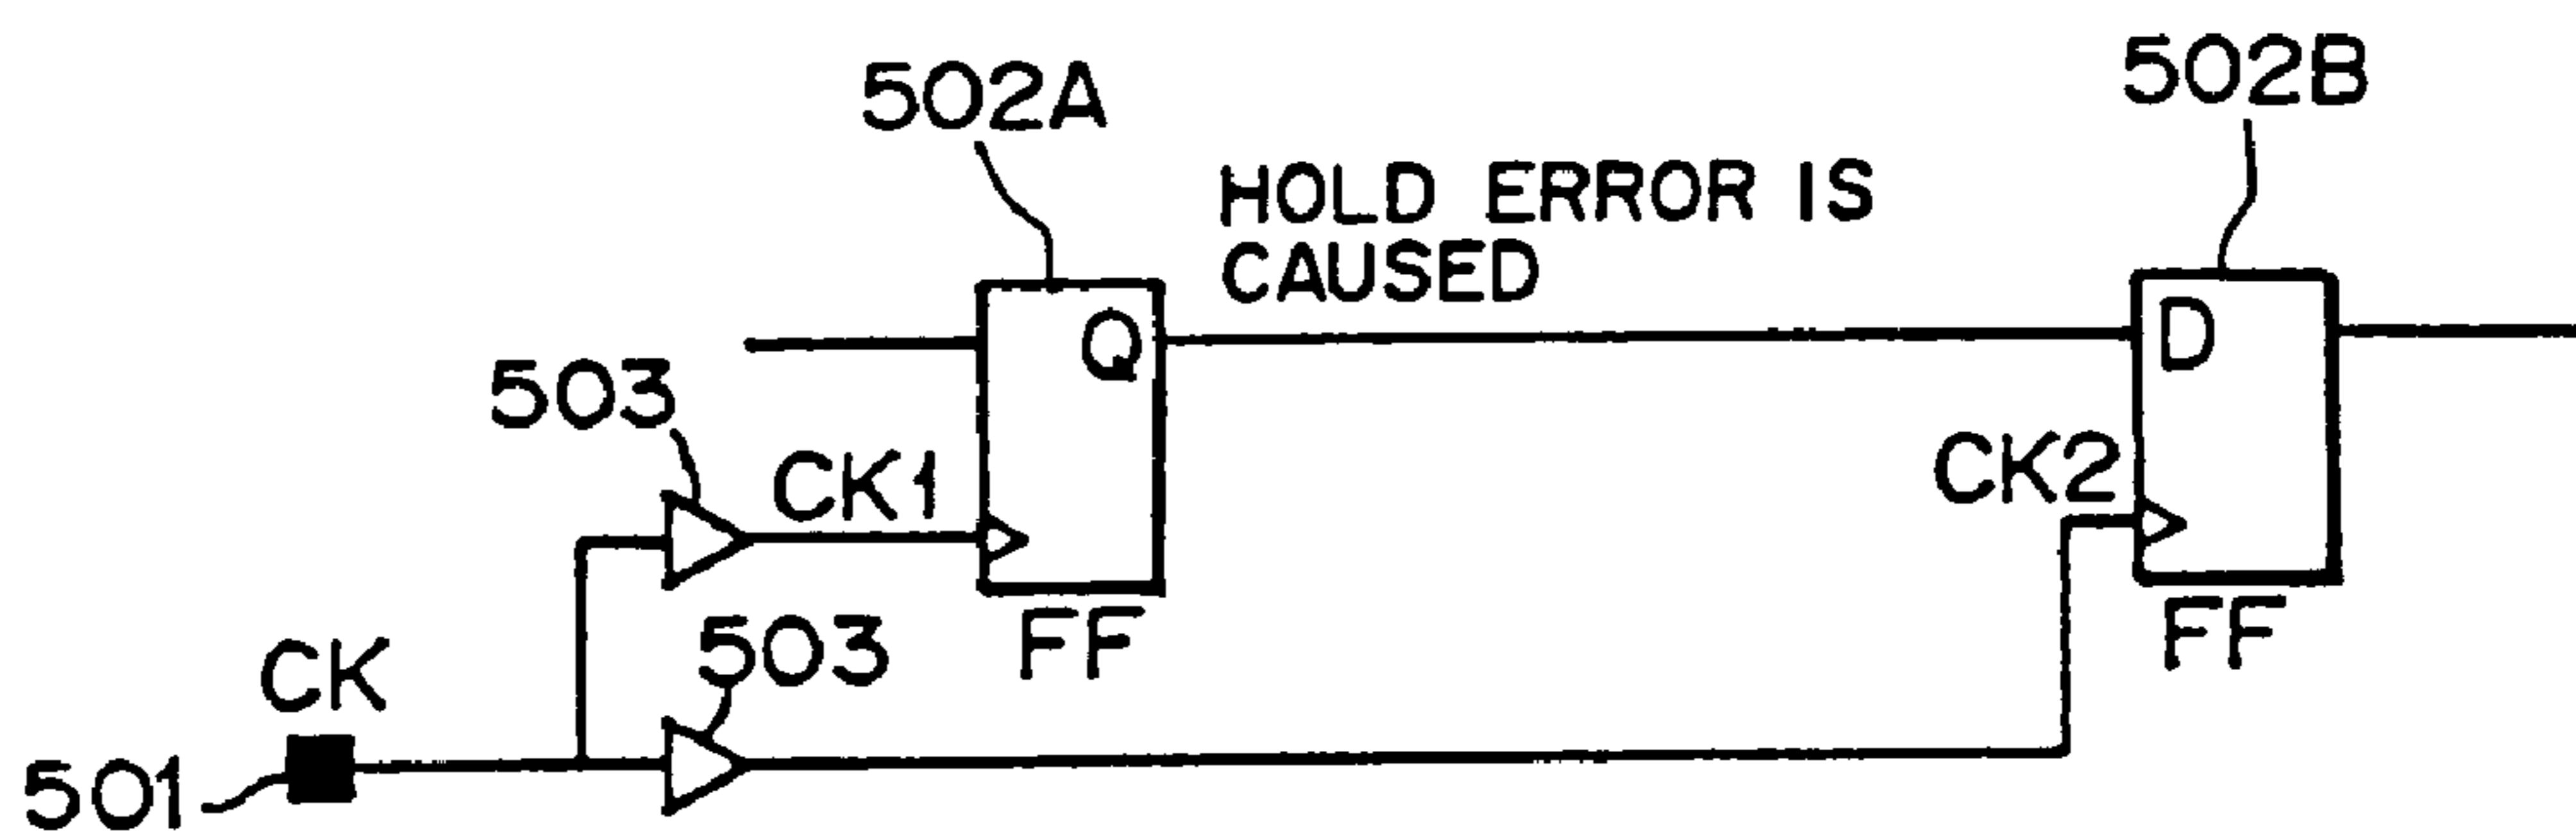 502A
502B
HOLD ERROR IS
CAUSED
Q
D
503
CK1
CK2
FF
FF
503
CK
501